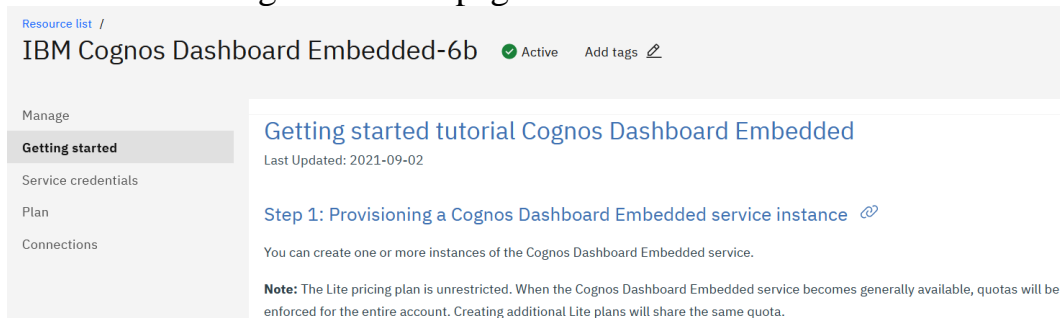 Resource list /
IBM Cognos Dashboard Embedded-6b Active Add tags
Manage
Getting started
Service credentials
Plan
Connections
Getting started tutorial Cognos Dashboard Embedded
Last Updated: 2021-09-02
Step 1: Provisioning a Cognos Dashboard Embedded service instance
You can create one or more instances of the Cognos Dashboard Embedded service.
Note: The Lite pricing plan is unrestricted. When the Cognos Dashboard Embedded service becomes generally available, quotas will be
enforced for the entire account. Creating additional Lite plans will share the same quota.